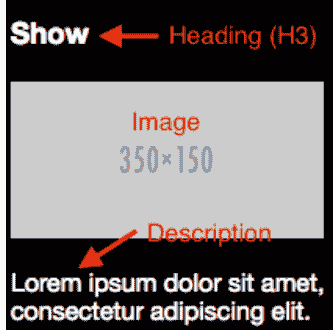 Show Heading (H3)
Image
350×150
Description
Lorem ipsum dolor sit amet,
consectetur adipiscing elit.